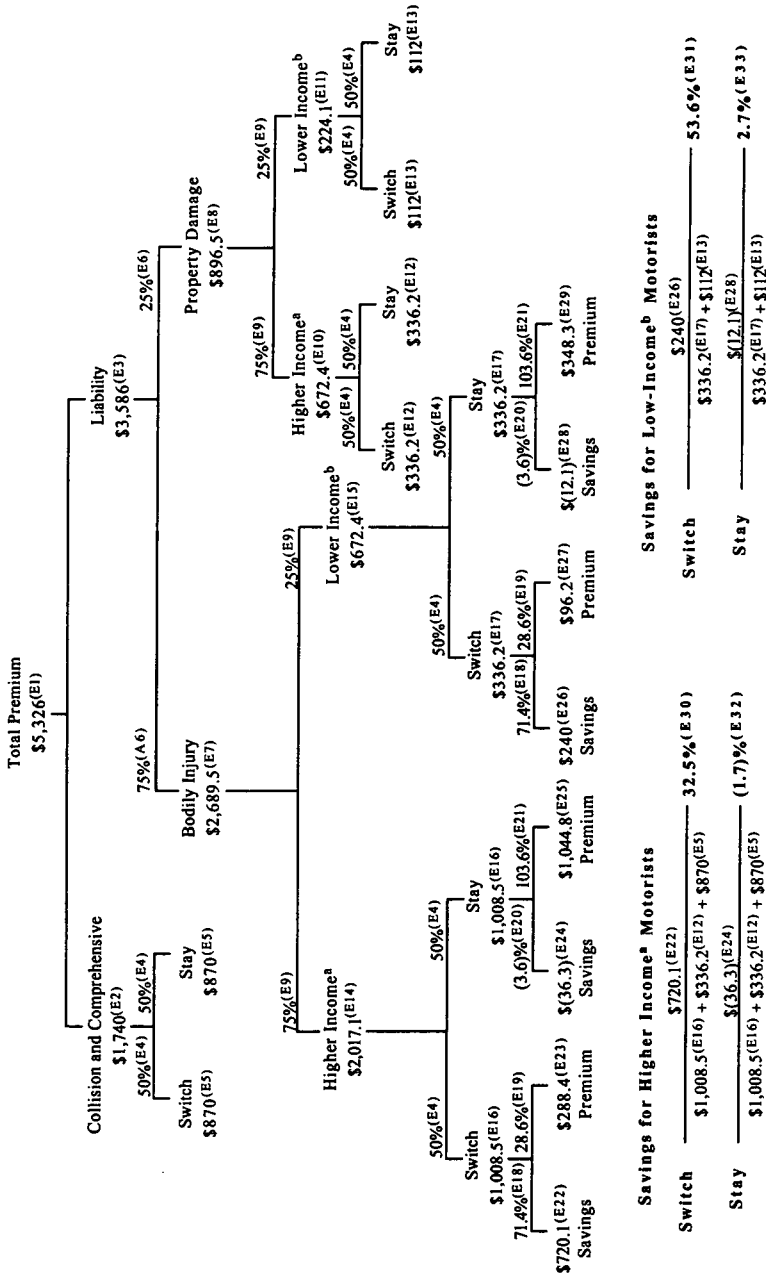 Total Premium
$5,326(E1)
Collision and Comprehensive
$1,740(E2)
50%(E4) 50%(E4)
Switch Stay
$870(E5) $870(E5)
Liability
$3,586(E3)
75%(A6) 25%(E6)
Bodily Injury
$2,689.5(E7)
Property Damage
$896.5(E8)
75%(E9) 25%(E9)
Higher Incomea
$672.4(E10)
Lower Incomeb
$224.1(E11)
50%(E4) 50%(E4)
50%(E4) 50%(E4)
Switch Stay
$336.2(E12) $336.2(E12)
Switch Stay
$112(E13) $112(E13)
75%(E9) 25%(E9)
Higher Incomea
$2,017.1(E14)
Lower Incomeb
$672.4(E15)
50%(E4) 50%(E4)
50%(E4) 50%(E4)
Switch Stay
$1,008.5(E16) $1,008.5(E16)
Switch Stay
$336.2(E17) $336.2(E17)
71.4%(E18) 28.6%(E19)
(3.6)%(E20) 103.6%(E21)
71.4%(E18) 28.6%(E19)
(3.6)%(E20) 103.6%(E21)
$720.1(E22) $288.4(E23)
Savings Premium
$(36.3)(E24) $1,044.8(E25)
Savings Premium
$240(E26) $96.2(E27)
Savings Premium
$(12.1)(E28) $348.3(E29)
Savings Premium
Savings for Higher Incomea Motorists
$720.1(E22)
Switch 32.5%(E30)
$1,008.5(E16) + $336.2(E12) + $870(E5)
$(36.3)(E24)
Stay (1.7)%(E32)
$1,008.5(E16) + $336.2(E12) + $870(E5)
Savings for Low-Incomeb Motorists
$240(E26)
Switch 53.6%(E31)
$336.2(E17) + $112(E13)
$(12.1)(E28)
Stay 2.7%(E33)
$336.2(E17) + $112(E13)